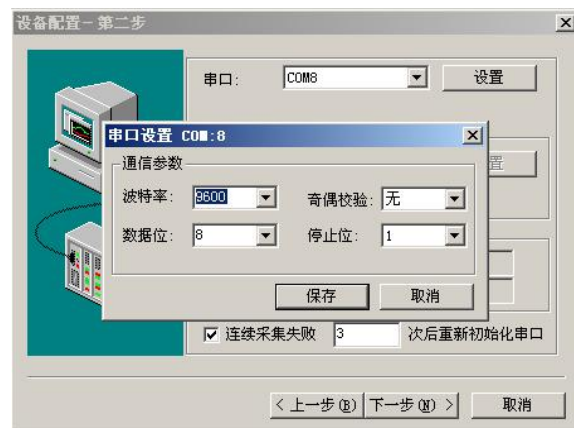 设备配置-第二步
串口: COM8 设置
串口设置 COM:8
通信参数
置
波特率: 9600 奇偶校验: 无
数据位: 8 停止位: 1
保存 取消
连续采集失败 3 次后重新初始化串口
< 上一步(B) 下一步(N) > 取消